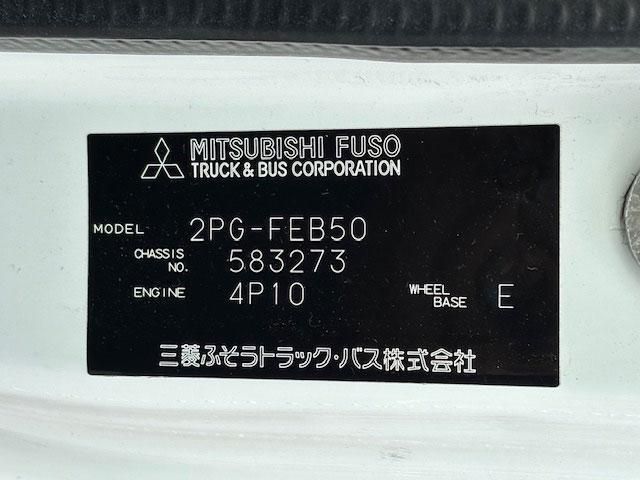 MITSUBISHI FUSO
TRUCK & BUS CORPORATION
MODEL 2PG-FEB50
CHASSIS NO. 583273
ENGINE 4P10 WHEEL BASE E
三菱ふそうトラック・バス株式会社